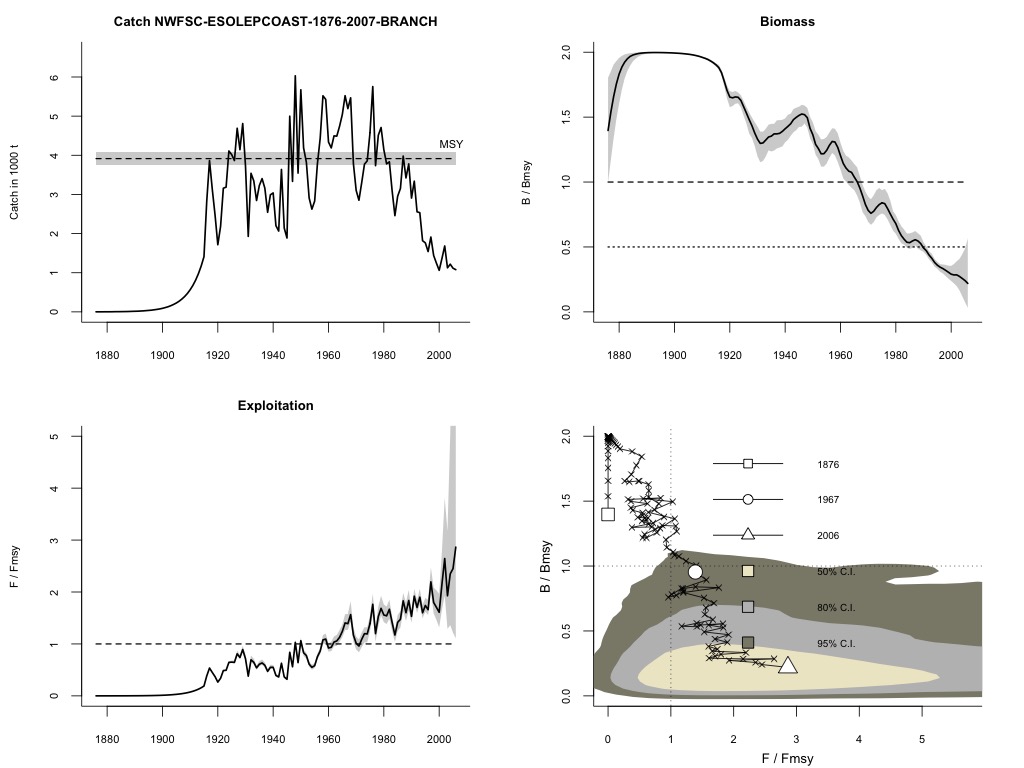 Catch NWFSC-ESOLEPCOAST-1876-2007-BRANCH
Catch in 1000 t
0 1 2 3 4 5 6
MSY
1880 1900 1920 1940 1960 1980 2000
Biomass
B / Bmsy
0.0 0.5 1.0 1.5 2.0
1880 1900 1920 1940 1960 1980 2000
Exploitation
F / Fmsy
0 1 2 3 4 5
1880 1900 1920 1940 1960 1980 2000
B / Bmsy
0.0 0.5 1.0 1.5 2.0
1876
1967
2006
50% C.I.
80% C.I.
95% C.I.
0 1 2 3 4 5
F / Fmsy